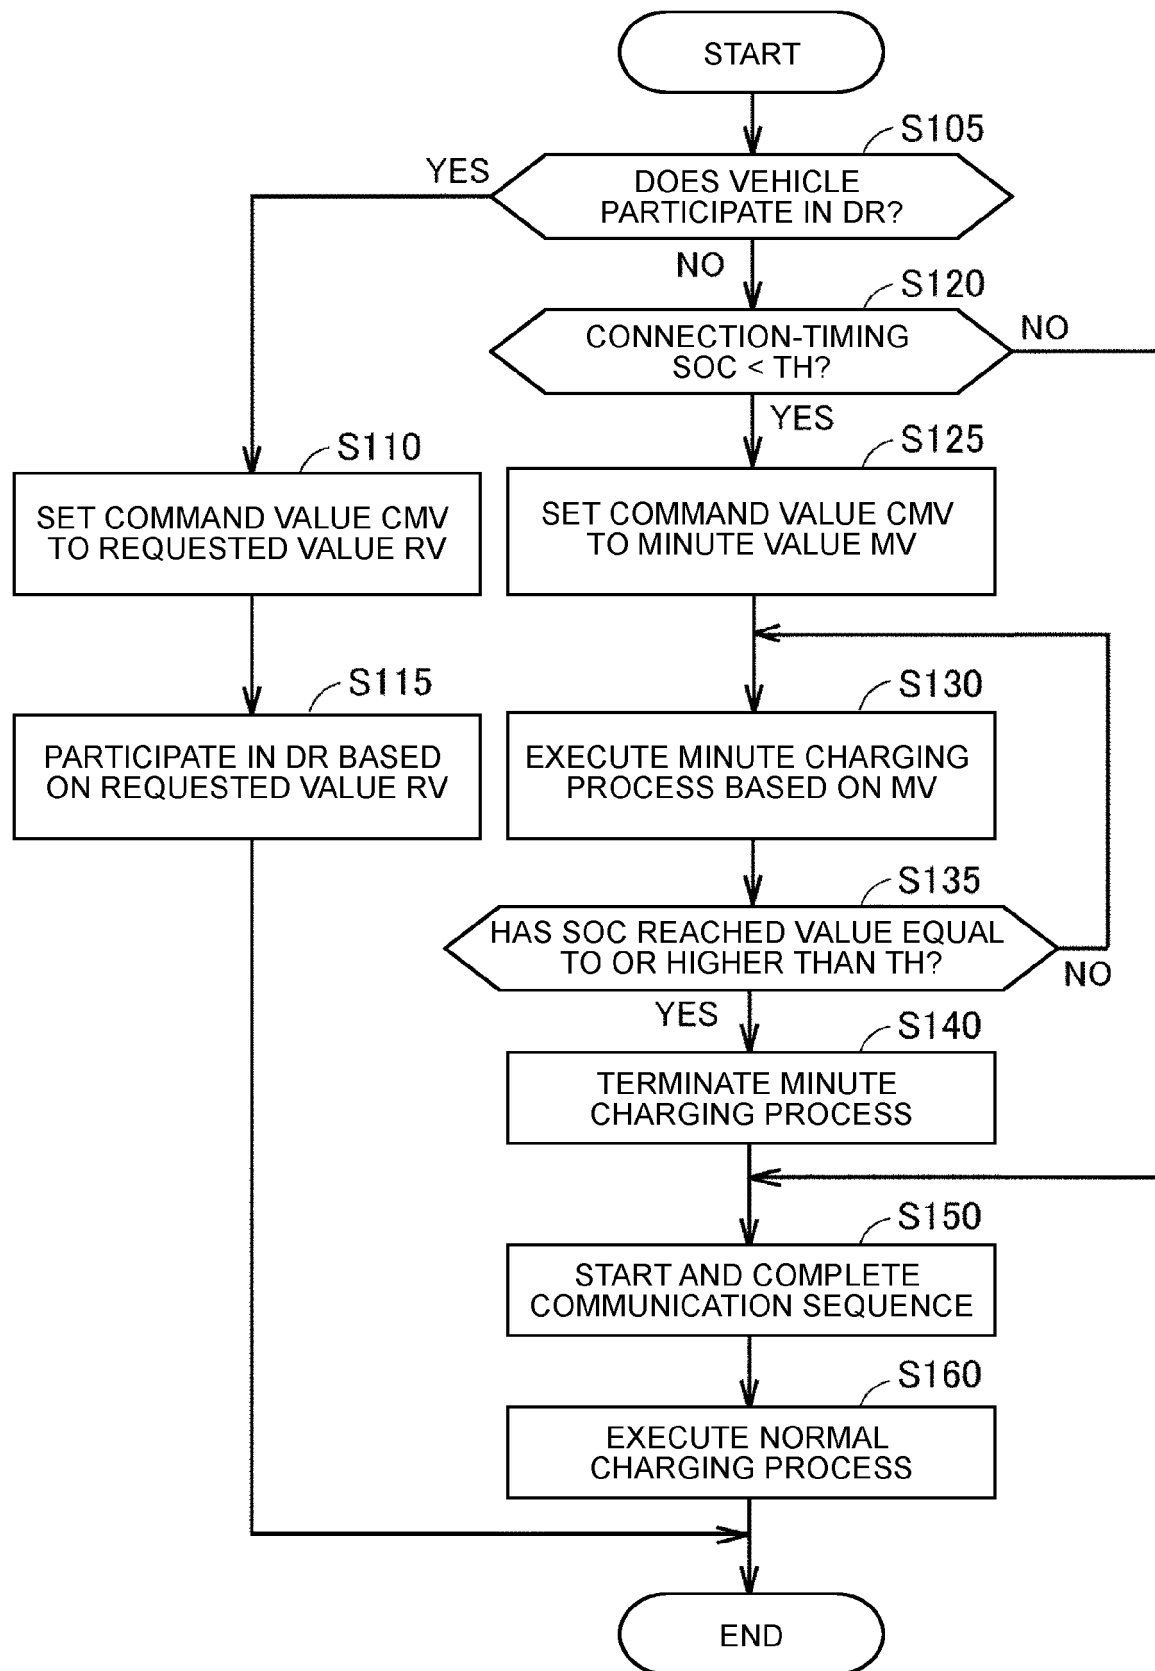 START
S105
YES
DOES VEHICLE
PARTICIPATE IN DR?
NO
S120
CONNECTION-TIMING
SOC < TH?
NO
YES
S110
S125
SET COMMAND VALUE CMV
TO REQUESTED VALUE RV
SET COMMAND VALUE CMV
TO MINUTE VALUE MV
S115
S130
PARTICIPATE IN DR BASED
ON REQUESTED VALUE RV
EXECUTE MINUTE CHARGING
PROCESS BASED ON MV
S135
HAS SOC REACHED VALUE EQUAL
TO OR HIGHER THAN TH?
NO
YES
S140
TERMINATE MINUTE
CHARGING PROCESS
S150
START AND COMPLETE
COMMUNICATION SEQUENCE
S160
EXECUTE NORMAL
CHARGING PROCESS
END